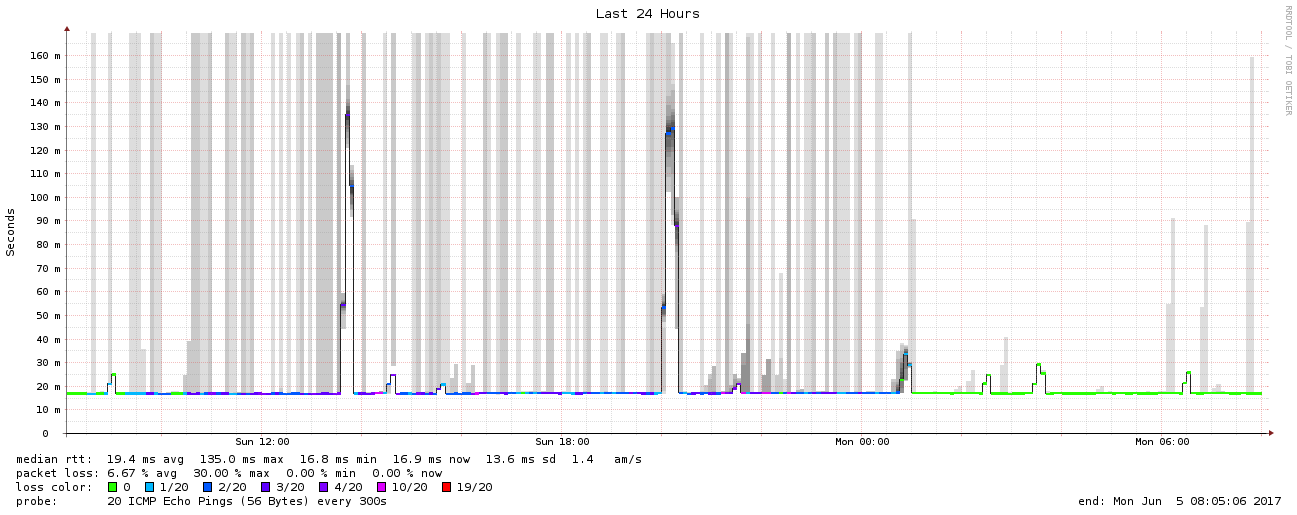 Last 24 Hours
RRDTOOL / TOBI OETIKER
Seconds
160 m
150 m
140 m
130 m
120 m
110 m
100 m
90 m
80 m
70 m
60 m
50 m
40 m
30 m
20 m
10 m
0
Sun 12:00 Sun 18:00 Mon 00:00 Mon 06:00
median rtt: 19.4 ms avg 135.0 ms max 16.8 ms min 16.9 ms now 13.6 ms sd 1.4 am/s
packet loss: 6.67 % avg 30.00 % max 0.00 % min 0.00 % now
loss color: 0 1/20 2/20 3/20 4/20 10/20 19/20
probe: 20 ICMP Echo Pings (56 Bytes) every 300s end: Mon Jun 5 08:05:06 2017